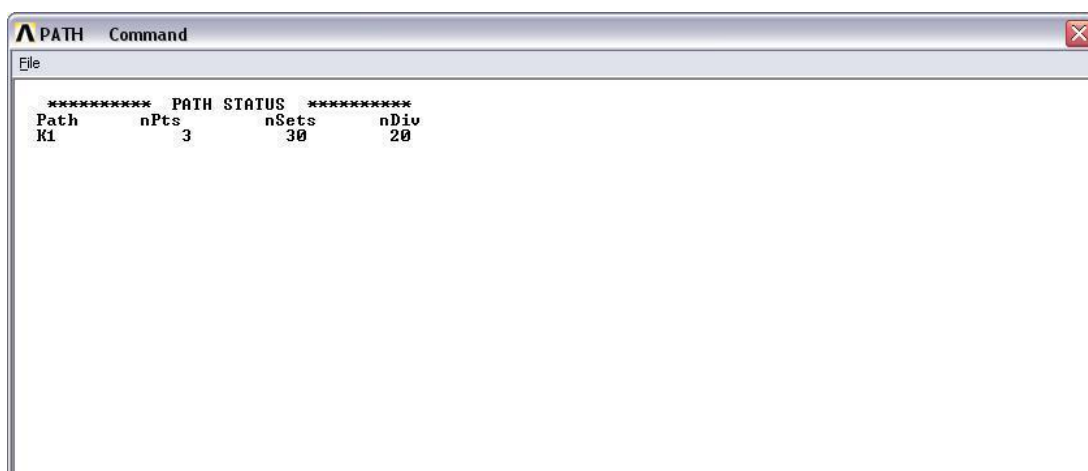 PATH Command
File
********** PATH STATUS **********
Path nPts nSets nDiv
K1 3 30 20